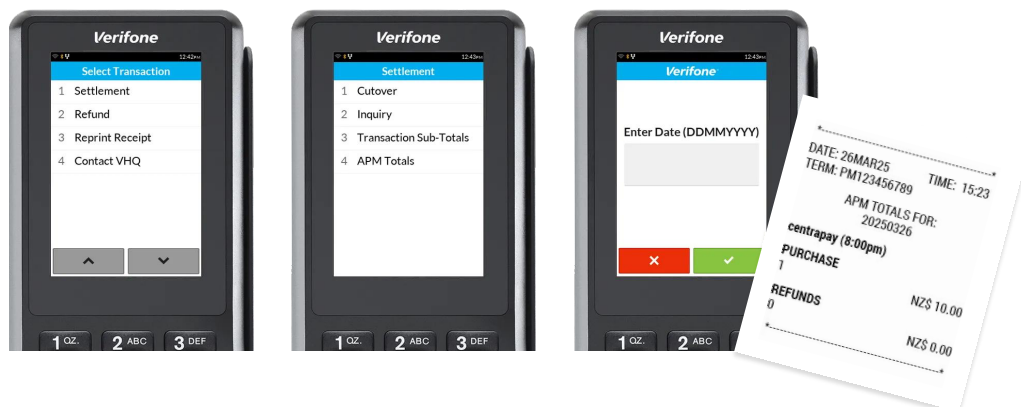 Verifone
12:42PM
Select Transaction
1 Settlement
2 Refund
3 Reprint Receipt
4 Contact VHQ
1 QZ. 2 ABC 3 DEF
Verifone
12:43PM
Settlement
1 Cutover
2 Inquiry
3 Transaction Sub-Totals
4 APM Totals
1 QZ. 2 ABC 3 DEF
Verifone
12:43PM
Verifone
Enter Date (DDMMYYYY)
1 QZ. 2 ABC
*---------------------------*
DATE: 26MAR25 TIME: 15:23
TERM: PM123456789
APM TOTALS FOR:
20250326
centrapay (8:00pm)
PURCHASE
1 NZ$ 10.00
REFUNDS
0 NZ$ 0.00
*---------------------------*